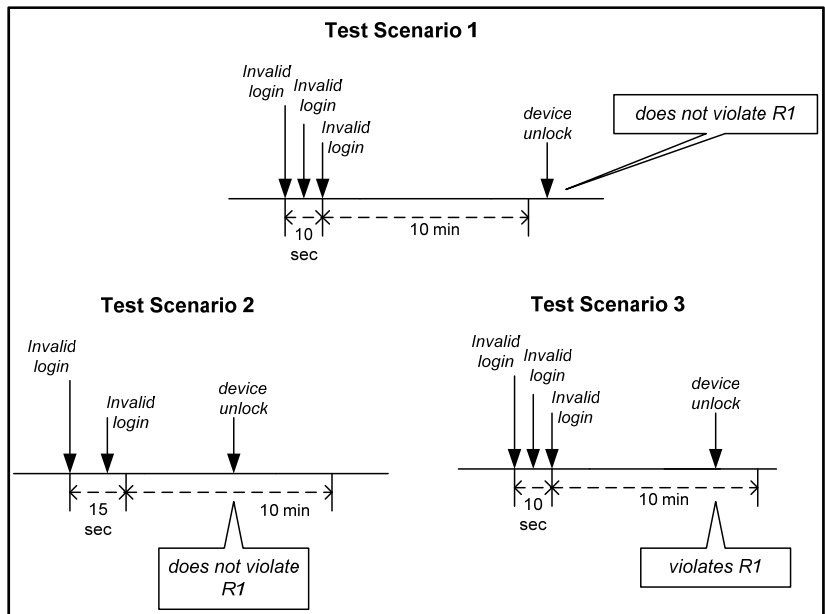 Test Scenario 1
Invalid
login
Invalid
login
Invalid
login
device
unlock
does not violate R1
10
sec
10 min
Test Scenario 2
Invalid
login
Invalid
login
device
unlock
15
sec
10 min
does not violate
R1
Test Scenario 3
Invalid
login
Invalid
login
Invalid
login
device
unlock
10
sec
10 min
violates R1